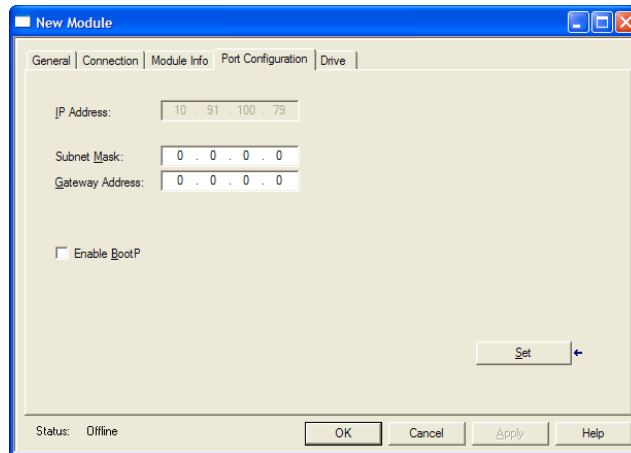 New Module
General Connection Module Info Port Configuration Drive
IP Address: 10 . 91 . 100 . 79
Subnet Mask: 0 . 0 . 0 . 0
Gateway Address: 0 . 0 . 0 . 0
Enable BootP
Set
Status: Offline OK Cancel Apply Help